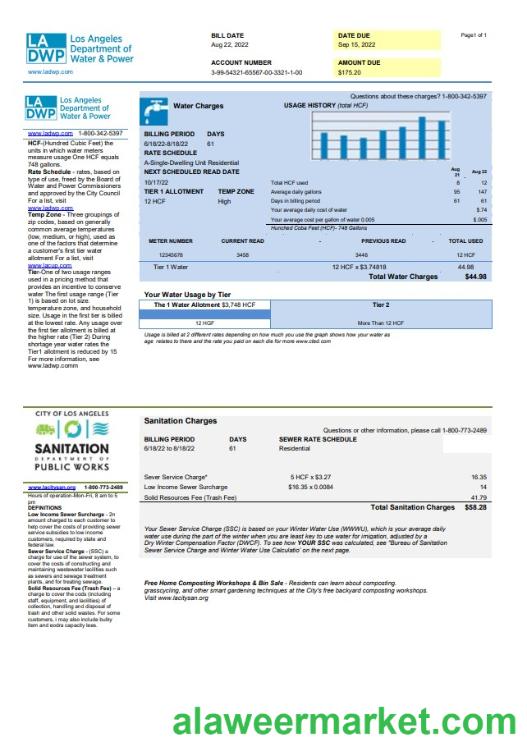 LA
DWP
Los Angeles
Department of
Water & Power
www.ladwp.com
BILL DATE
Aug 22, 2022
ACCOUNT NUMBER
3-99-54321-65567-00-3321-1-00
DATE DUE
Sep 15, 2022
AMOUNT DUE
$175.20
Page1 of 1
LA
DWP
Los Angeles
Department of
Water & Power
www.ladwp.com 1-800-342-5397
HCF-(Hundred Cubic Feet) the
units in which water meters
measure usage One HCF equals
748 gallons.
Rate Schedule - rates, based on
type of use, freed by the Board of
Water and Power Commissioners
and approved by the City Council
For a list, visit
www.ladwp.com
Temp Zone - Three groupings of
zip codes, based on generally
common average temperatures
(low, medium, or high), used as
one of the factors that determine
a customer's first tier water
allotment For a list, visit
www.jacup.com
Tier-One of two usage ranges
used in a pricing method that
provides an incentive to conserve
water The first usage range (Tier
1) is based on lot size.
temperature zone, and household
size. Usage in the first tier is billed
at the lowest rate. Any usage over
the first tier allotment is billed at
the higher rate (Tier 2) During
shortage year water rates the
Tier1 allotment is reduced by 15
For more information, see
www.ladwp.comm
Questions about these charges? 1-800-342-5397
Water Charges
USAGE HISTORY (total HCF)
BILLING PERIOD DAYS
6/18/22-8/18/22 61
RATE SCHEDULE
A-Single-Dwelling Unit Residential
NEXT SCHEDULED READ DATE
10/17/22
TIER 1 ALLOTMENT TEMP ZONE
12 HCF High
Aug 21 - Aug 22
Total HCF used 8 12
Average daily gallons 95 147
Days in billing period 61 61
Your average daily cost of water $.74
Your average cost per gallon of water 0.005 $.005
Hunched Coba Feet (HCF)- 748 Gallons
METER NUMBER CURRENT READ - PREVIOUS READ - TOTAL USED
12345678 3458 3446 12 HCF
Tier 1 Water 12 HCF x $3.74818 44.98
Total Water Charges $44.98
Your Water Usage by Tier
The 1 Water Allotment $3,748 HCF Tier 2
12 HCF More Than 12 HCF
Usage is billed at 2 different rates depending on how much you use the graph shows how your water as
age relates to there and the rate you paid on each die for more www.cted.com
CITY OF LOS ANGELES
SANITATION
DEPARTMENT OF
PUBLIC WORKS
www.lacitysan.org 1-800-773-2489
Hours of operation-Mon-Fri, 8 am to 5
pm
DEFINITIONS
Low Income Sewer Surcharge - 2n
amount charged to each customer to
help cover the costs of providing sewer
service subsidies to low income
customers, required by state and
federal law.
Sewer Service Charge - (SSC) a
charge for use of the sewer system, to
cover the costs of constructing and
maintaining wastewater facilities such
as sewers and sewage treatment
plants, and for treating sewage.
Solid Resources Fee (Trash Fee) – a
charge to cover the cods (including
staff, equipment, and facilities) of
collection, handling and disposal of
trash and other solid wastes. For some
customers, i may also include bulky
item and exdra capacity fees.
Sanitation Charges
Questions or other information, please call 1-800-773-2489
BILLING PERIOD DAYS SEWER RATE SCHEDULE
6/18/22 to 8/18/22 61 Residential
Sever Service Charge* 5 HCF x $3.27 16.35
Low Income Sewer Surcharge $16.35 x 0.0084 14
Solid Resources Fee (Trash Fee) 41.79
Total Sanitation Charges $58.28
Your Sewer Service Charge (SSC) is based on your Winter Water Use (WWWU), which is your average daily
water use during the part of the winter when you are least key to use water for irrigation, adjusted by a
Dry Winter Compensation Factor (DWCF). To see how YOUR SSC was calculated, see "Bureau of Sanitation
Sewer Service Charge and Winter Water Use Calculatio' on the next page.
Free Home Composting Workshops & Bin Sale - Residents can learn about composting.
grasscycling, and other smart gardening techniques at the City's free backyard composting workshops.
Visit www.lacitysan.org
alaweermarket.com